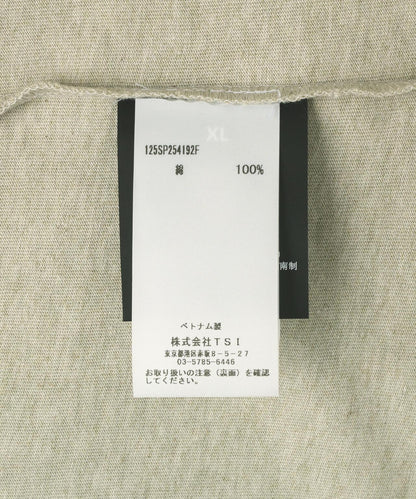 XL
125SP254192F
綿 100%
南制
ベトナム製
株式会社TSI
東京都港区赤坂8-5-27
03-5785-6446
お取り扱いの注意(裏面)を確認
してください。